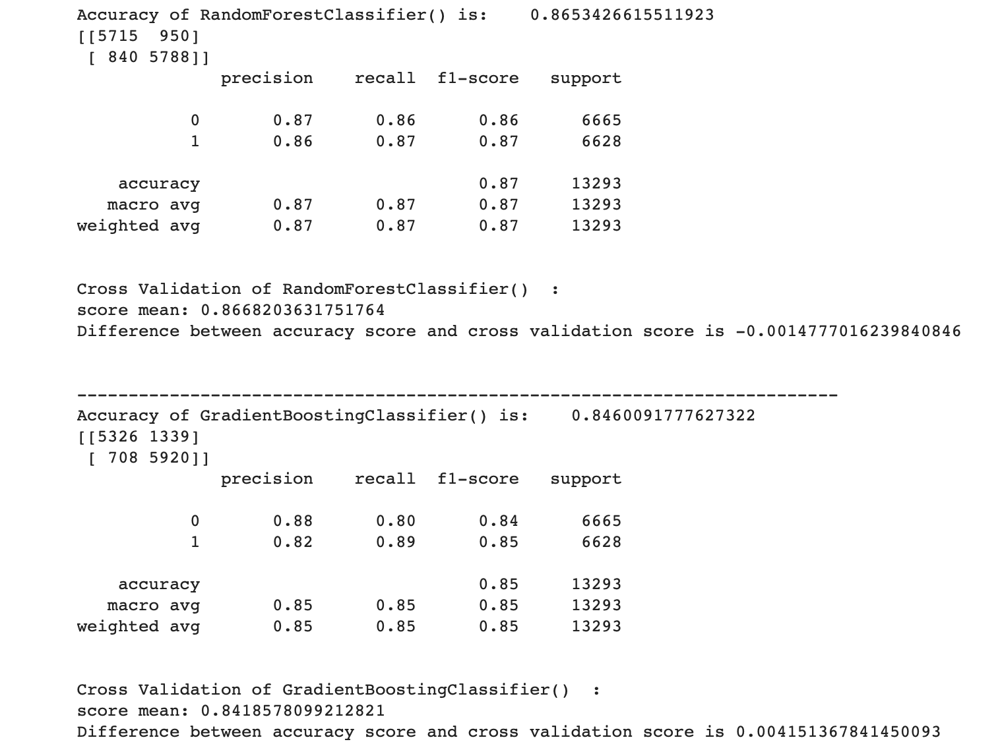 Accuracy of RandomForestClassifier() is:    0.8653426615511923
[[5715  950]
 [ 840 5788]]
              precision    recall  f1-score   support

           0       0.87      0.86      0.86      6665
           1       0.86      0.87      0.87      6628

    accuracy                           0.87     13293
   macro avg       0.87      0.87      0.87     13293
weighted avg       0.87      0.87      0.87     13293

Cross Validation of RandomForestClassifier()  :
score mean: 0.8668203631751764
Difference between accuracy score and cross validation score is -0.0014777016239840846

--------------------------------------------------------------------------
Accuracy of GradientBoostingClassifier() is:    0.8460091777627322
[[5326 1339]
 [ 708 5920]]
              precision    recall  f1-score   support

           0       0.88      0.80      0.84      6665
           1       0.82      0.89      0.85      6628

    accuracy                           0.85     13293
   macro avg       0.85      0.85      0.85     13293
weighted avg       0.85      0.85      0.85     13293

Cross Validation of GradientBoostingClassifier()  :
score mean: 0.8418578099212821
Difference between accuracy score and cross validation score is 0.004151367841450093